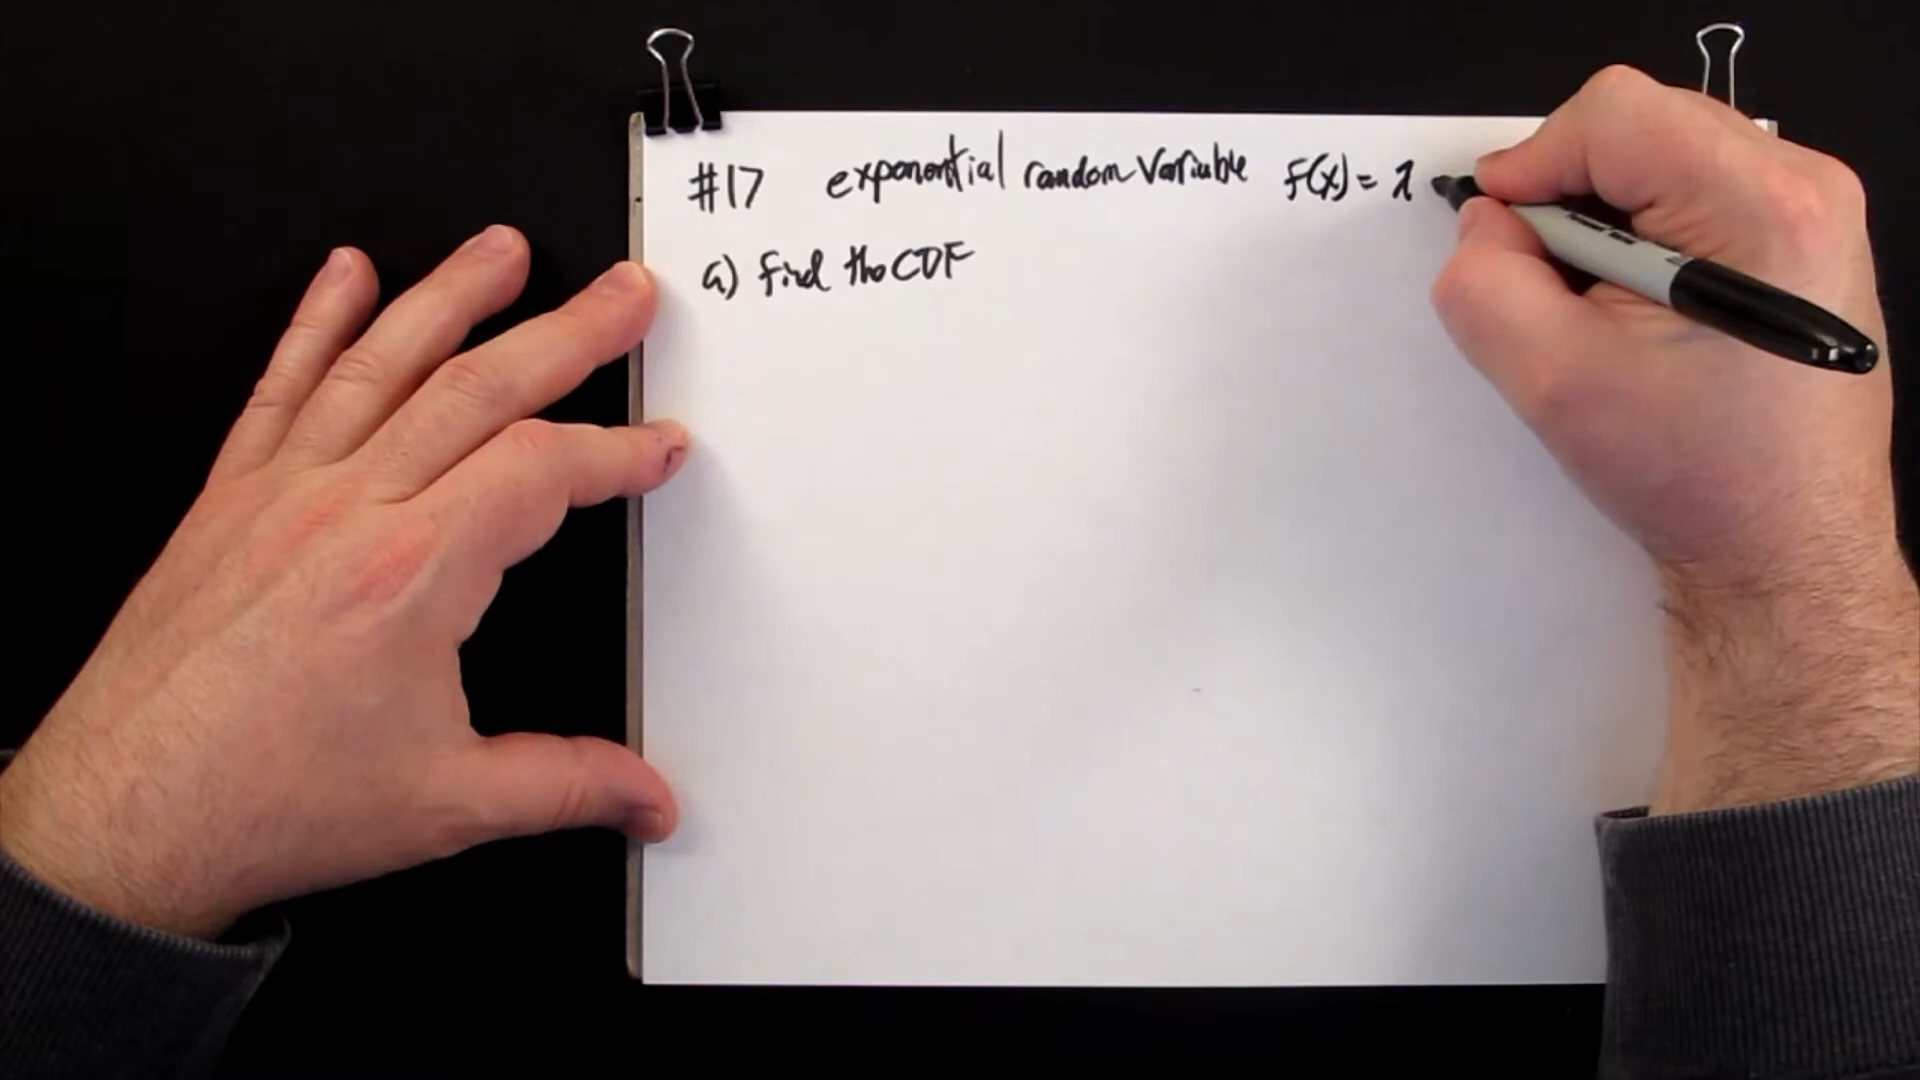 #17 exponential random variable f(x) = λ
a) find the CDF